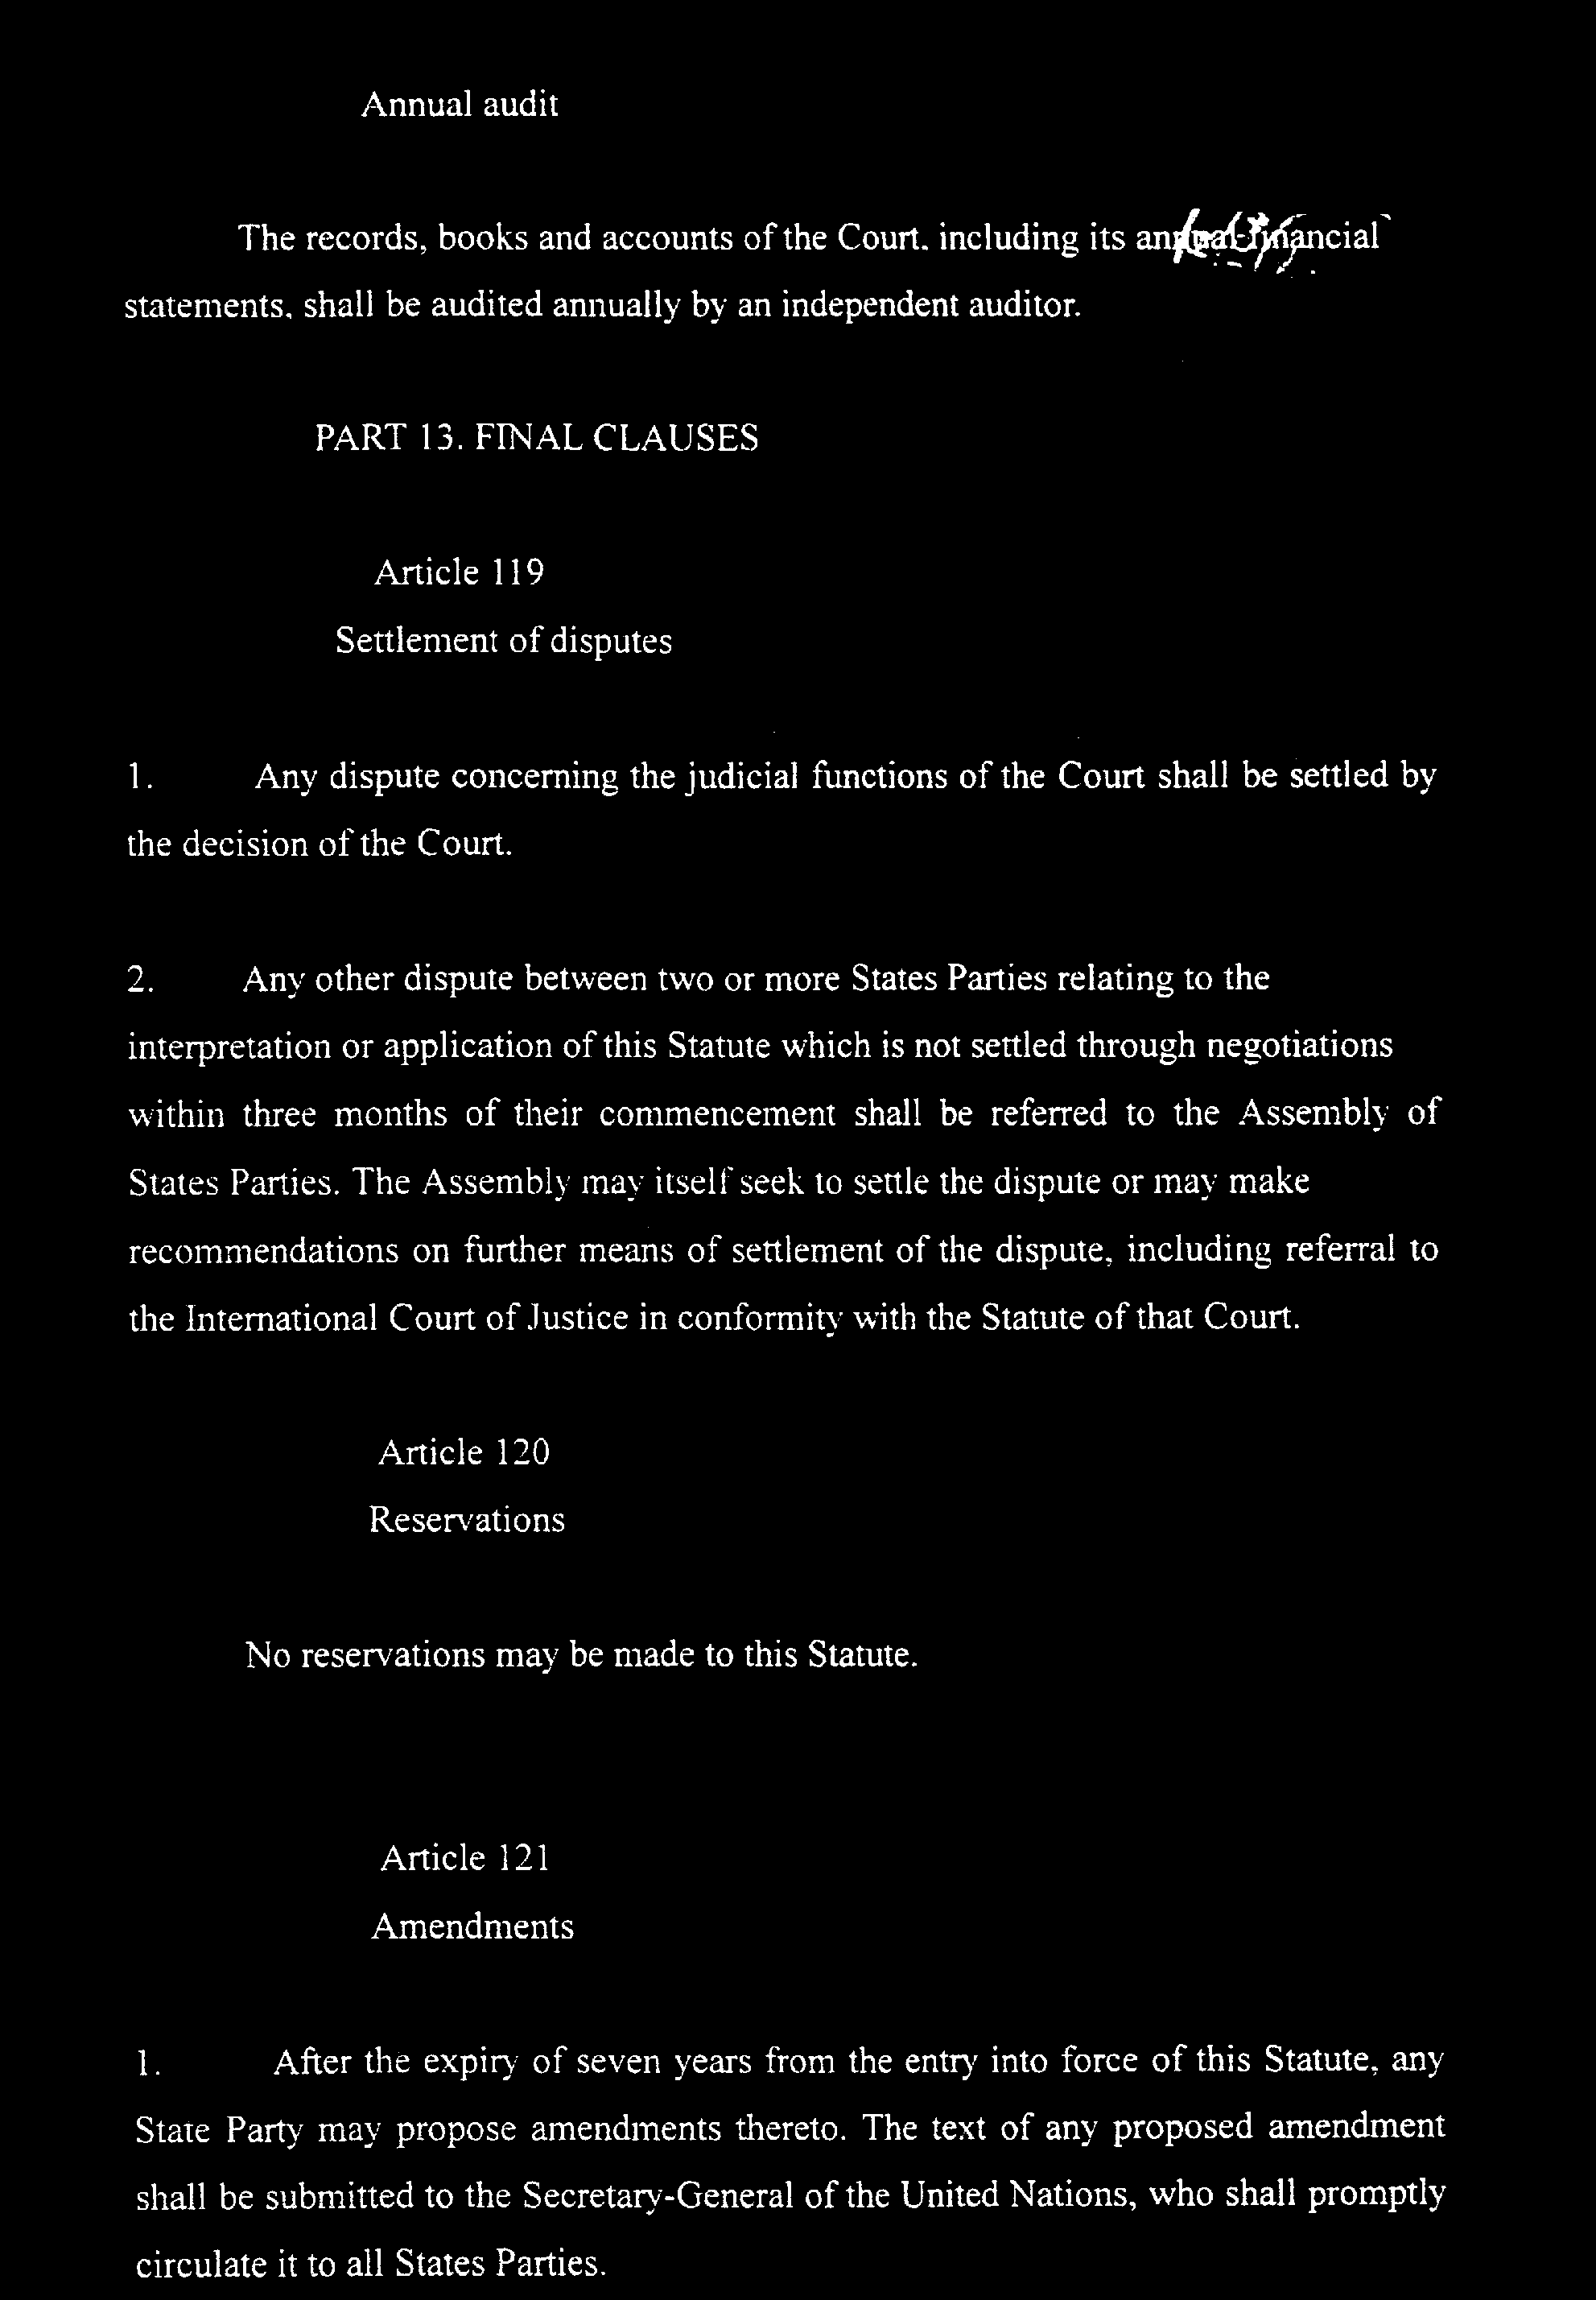 Annual audit
The records, books and accounts of the Court. including its annual financial
statements, shall be audited annually by an independent auditor.
PART 13. FINAL CLAUSES
Article 119
Settlement of disputes
1. Any dispute concerning the judicial functions of the Court shall be settled by
the decision of the Court.
2. Any other dispute between two or more States Parties relating to the
interpretation or application of this Statute which is not settled through negotiations
within three months of their commencement shall be referred to the Assembly of
States Parties. The Assembly may itself seek to settle the dispute or may make
recommendations on further means of settlement of the dispute, including referral to
the International Court of Justice in conformity with the Statute of that Court.
Article 120
Reservations
No reservations may be made to this Statute.
Article 121
Amendments
1. After the expiry of seven years from the entry into force of this Statute, any
State Party may propose amendments thereto. The text of any proposed amendment
shall be submitted to the Secretary-General of the United Nations, who shall promptly
circulate it to all States Parties.